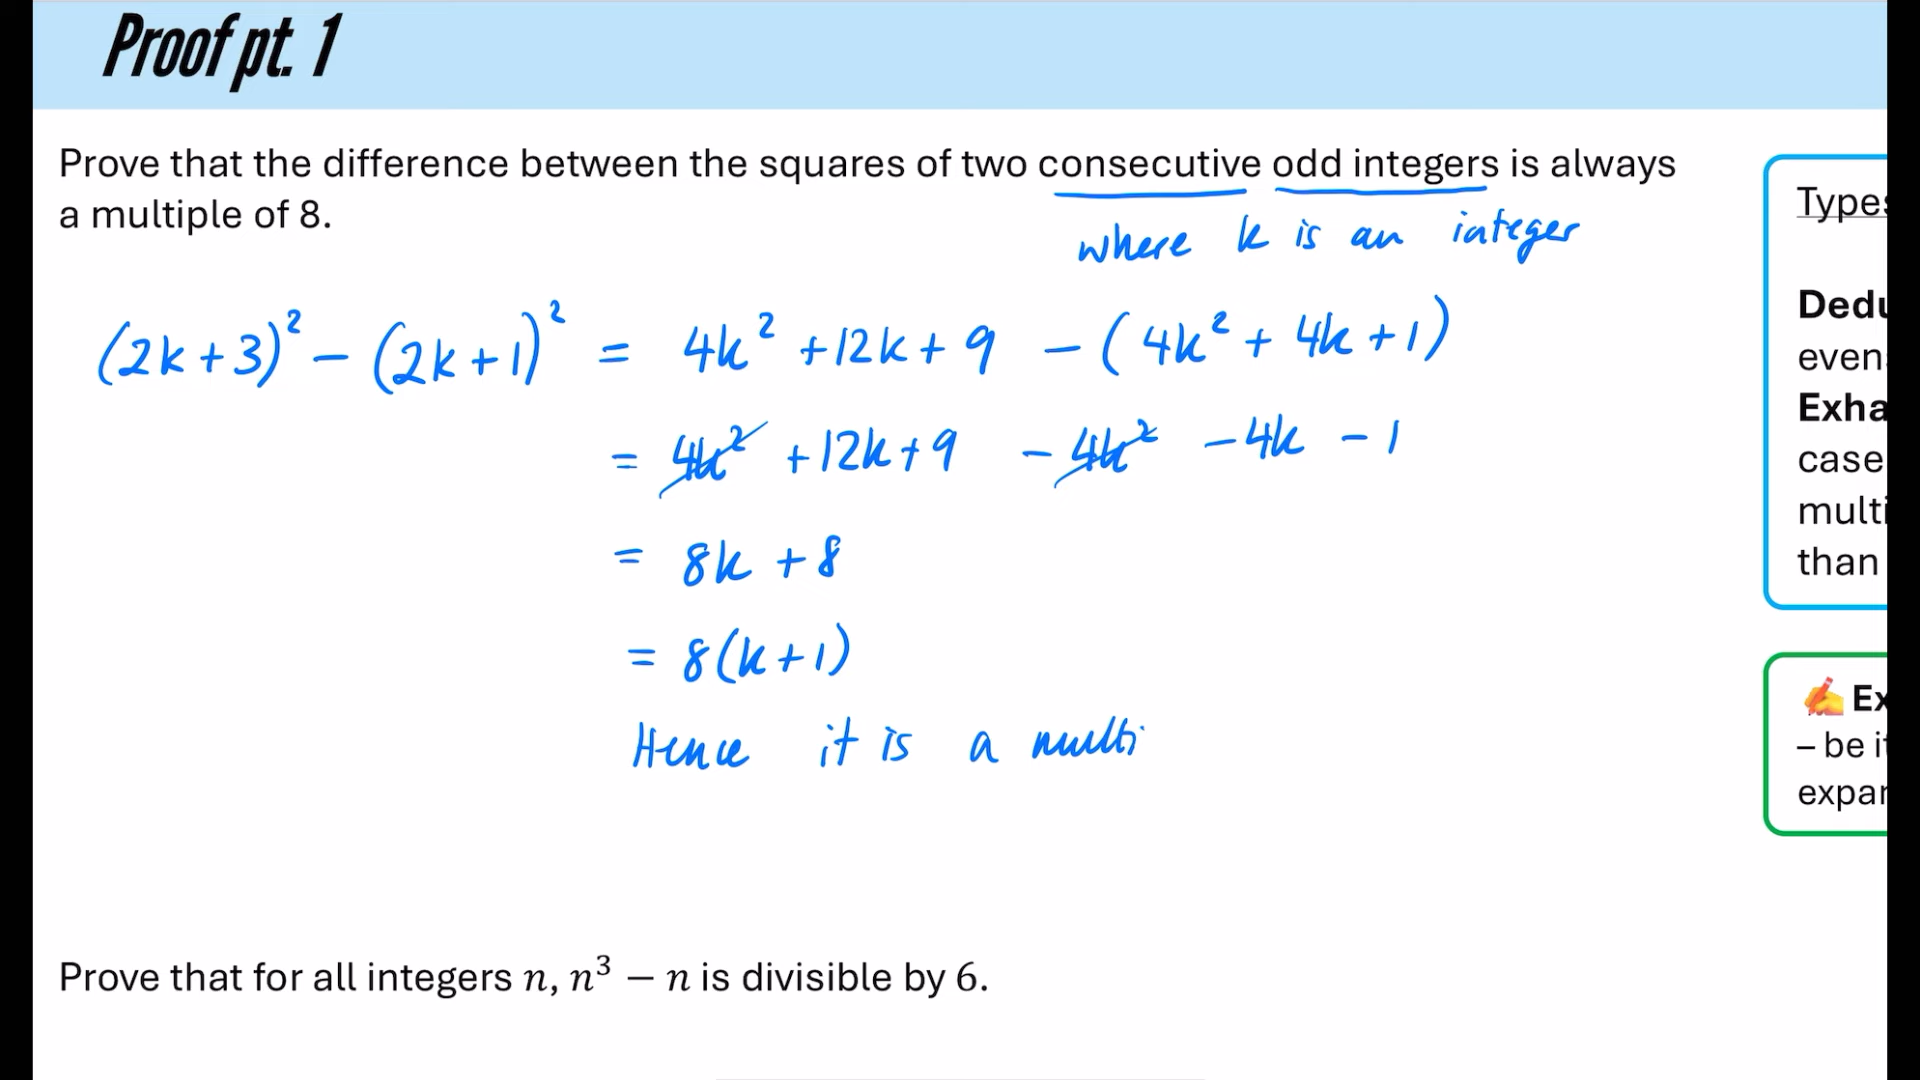 Proof pt. 1
Prove that the difference between the squares of two consecutive odd integers is always
a multiple of 8.
where k is an integer
(2k+3)² − (2k+1)² = 4k² +12k+9 −(4k²+4k+1)
= 4k² +12k+9 −4k² −4k −1
= 8k +8
= 8(k+1)
Hence it is a multi
Prove that for all integers n, n³ − n is divisible by 6.
Types
Dedu
even
Exha
case
multi
than
✍️ Ex
– be it
expan